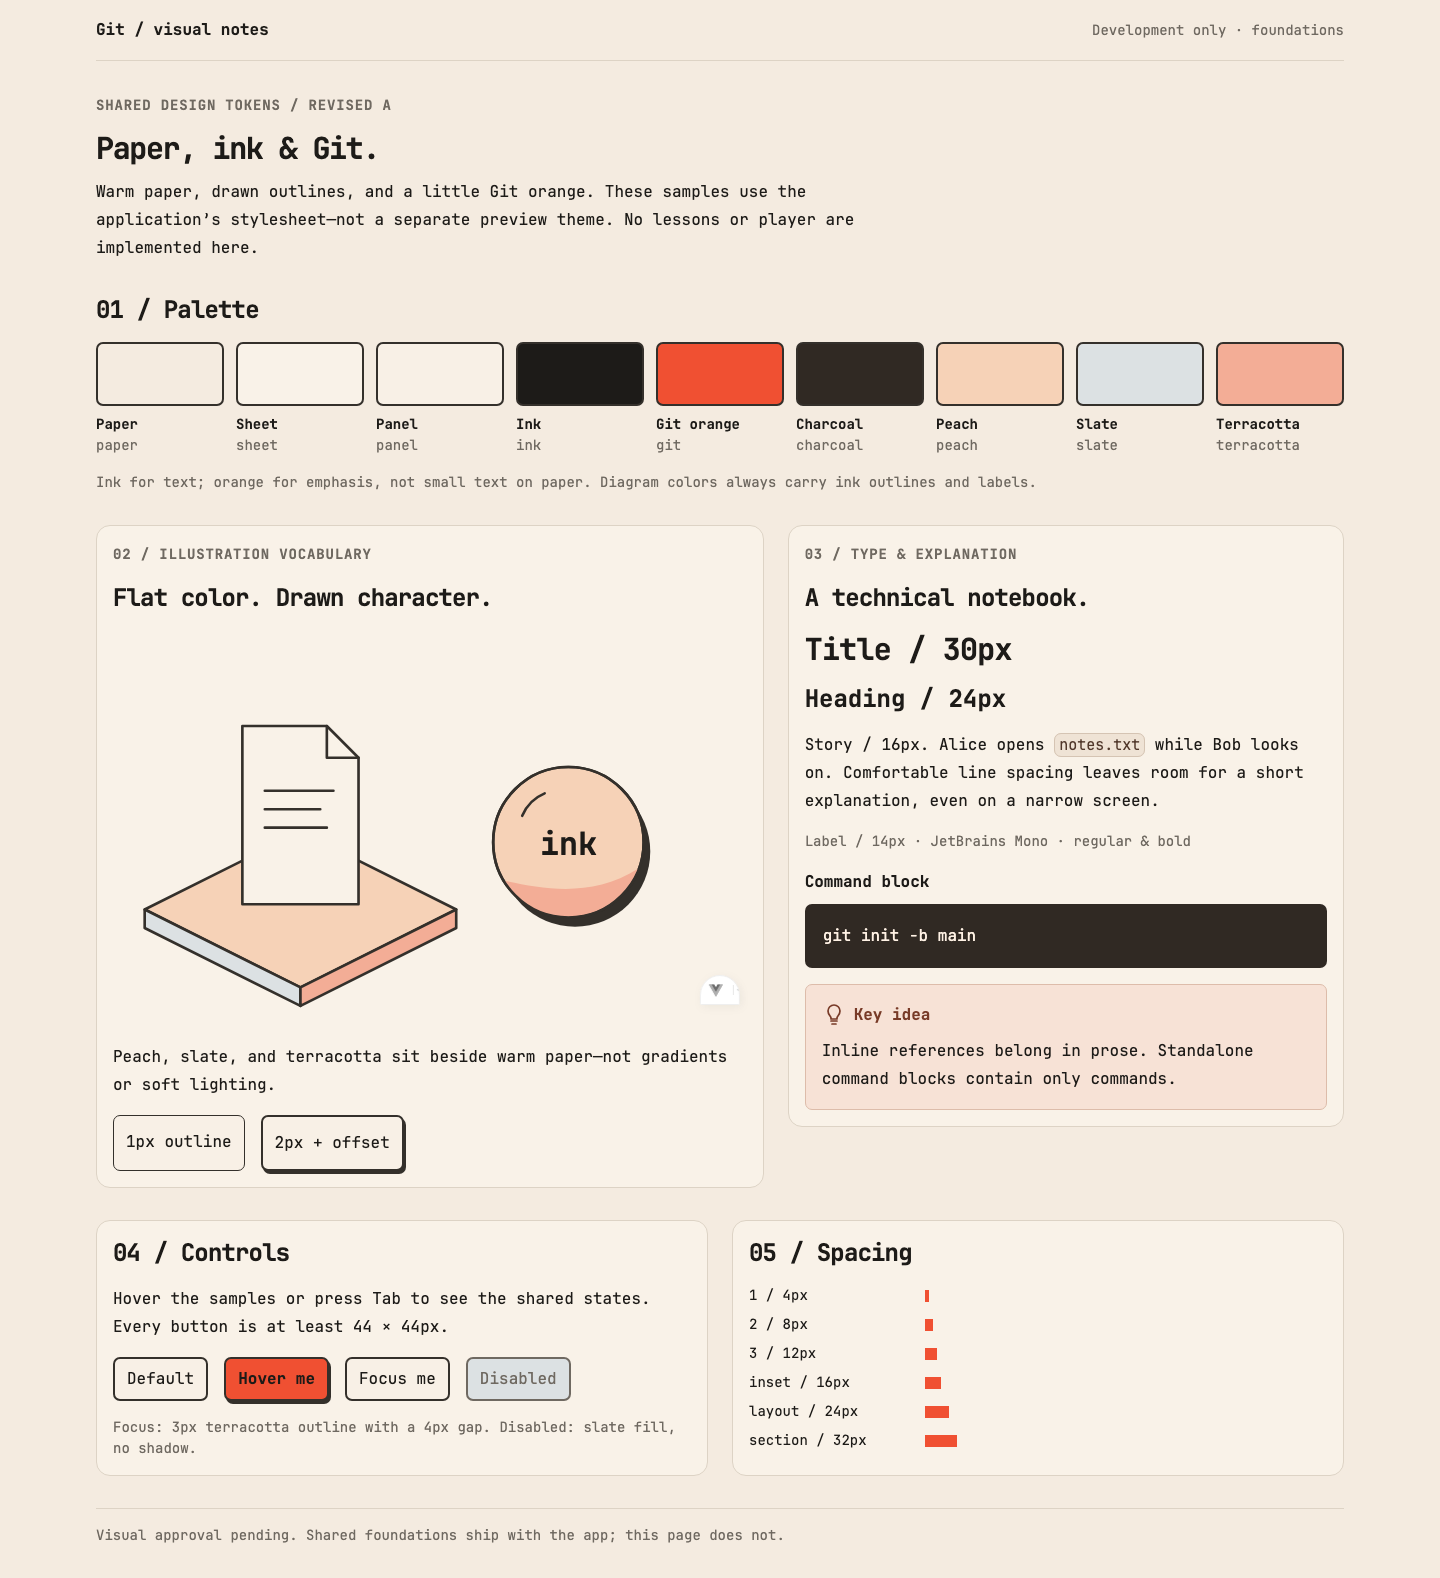 Git / visual notes
Development only · foundations
SHARED DESIGN TOKENS / REVISED A
Paper, ink & Git.
Warm paper, drawn outlines, and a little Git orange. These samples use the
application’s stylesheet—not a separate preview theme. No lessons or player are
implemented here.
01 / Palette
Paper
paper
Sheet
sheet
Panel
panel
Ink
ink
Git orange
git
Charcoal
charcoal
Peach
peach
Slate
slate
Terracotta
terracotta
Ink for text; orange for emphasis, not small text on paper. Diagram colors always carry ink outlines and labels.
02 / ILLUSTRATION VOCABULARY
Flat color. Drawn character.
ink
Peach, slate, and terracotta sit beside warm paper—not gradients
or soft lighting.
1px outline
2px + offset
03 / TYPE & EXPLANATION
A technical notebook.
Title / 30px
Heading / 24px
Story / 16px. Alice opens notes.txt while Bob looks
on. Comfortable line spacing leaves room for a short
explanation, even on a narrow screen.
Label / 14px · JetBrains Mono · regular & bold
Command block
git init -b main
Key idea
Inline references belong in prose. Standalone
command blocks contain only commands.
04 / Controls
Hover the samples or press Tab to see the shared states.
Every button is at least 44 × 44px.
Default
Hover me
Focus me
Disabled
Focus: 3px terracotta outline with a 4px gap. Disabled: slate fill,
no shadow.
05 / Spacing
1 / 4px
2 / 8px
3 / 12px
inset / 16px
layout / 24px
section / 32px
Visual approval pending. Shared foundations ship with the app; this page does not.